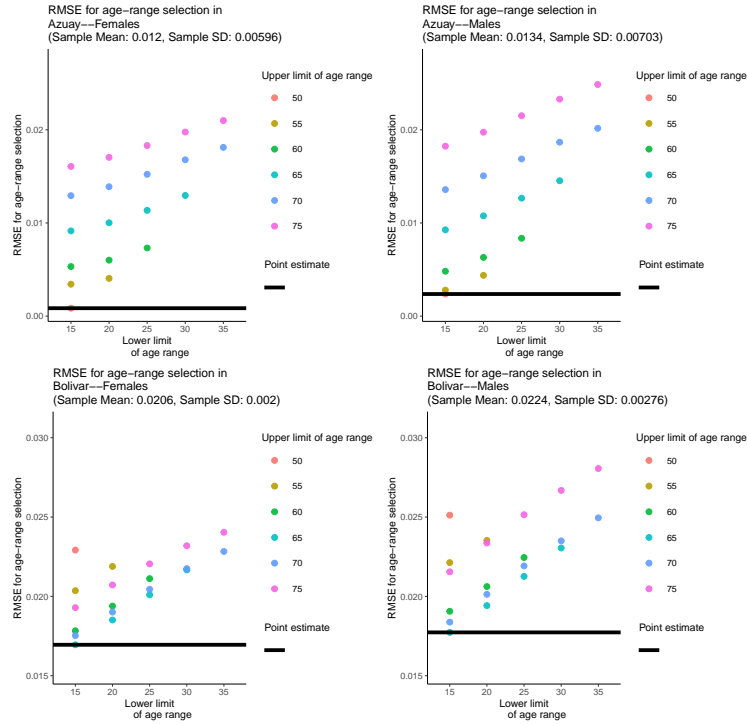 RMSE for age−range selection in
Azuay−−Females
(Sample Mean: 0.012, Sample SD: 0.00596)
RMSE for age−range selection
0.02
0.01
0.00
15 20 25 30 35
Lower limit
of age range
Upper limit of age range
50
55
60
65
70
75
Point estimate
RMSE for age−range selection in
Azuay−−Males
(Sample Mean: 0.0134, Sample SD: 0.00703)
RMSE for age−range selection
0.02
0.01
0.00
15 20 25 30 35
Lower limit
of age range
Upper limit of age range
50
55
60
65
70
75
Point estimate
RMSE for age−range selection in
Bolivar−−Females
(Sample Mean: 0.0206, Sample SD: 0.002)
RMSE for age−range selection
0.030
0.025
0.020
0.015
15 20 25 30 35
Lower limit
of age range
Upper limit of age range
50
55
60
65
70
75
Point estimate
RMSE for age−range selection in
Bolivar−−Males
(Sample Mean: 0.0224, Sample SD: 0.00276)
RMSE for age−range selection
0.030
0.025
0.020
0.015
15 20 25 30 35
Lower limit
of age range
Upper limit of age range
50
55
60
65
70
75
Point estimate